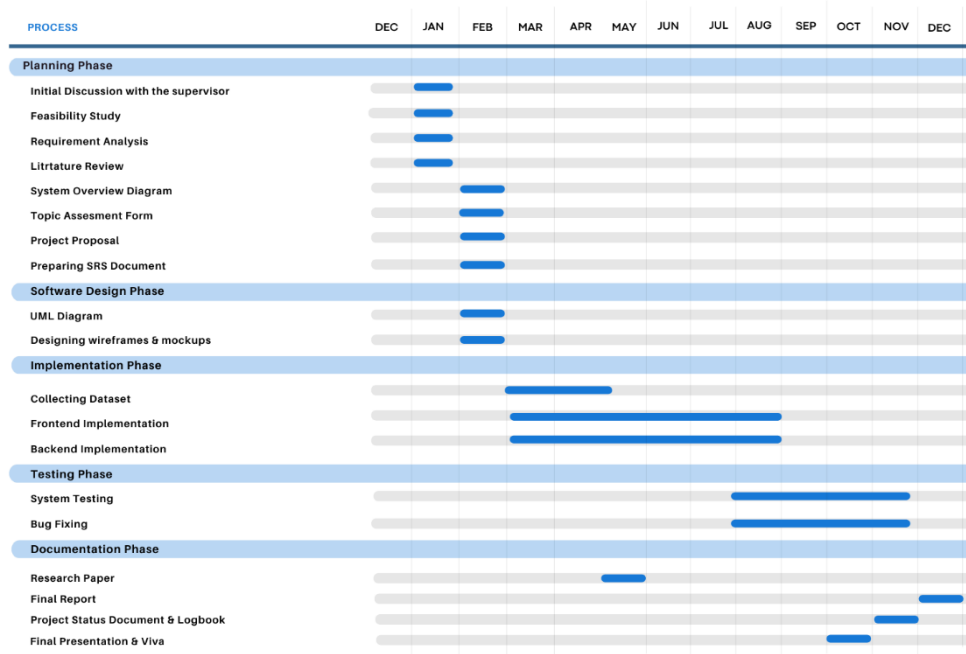 PROCESS DEC JAN FEB MAR APR MAY JUN JUL AUG SEP OCT NOV DEC
Planning Phase
Initial Discussion with the supervisor
Feasibility Study
Requirement Analysis
Litrtature Review
System Overview Diagram
Topic Assesment Form
Project Proposal
Preparing SRS Document
Software Design Phase
UML Diagram
Designing wireframes & mockups
Implementation Phase
Collecting Dataset
Frontend Implementation
Backend Implementation
Testing Phase
System Testing
Bug Fixing
Documentation Phase
Research Paper
Final Report
Project Status Document & Logbook
Final Presentation & Viva